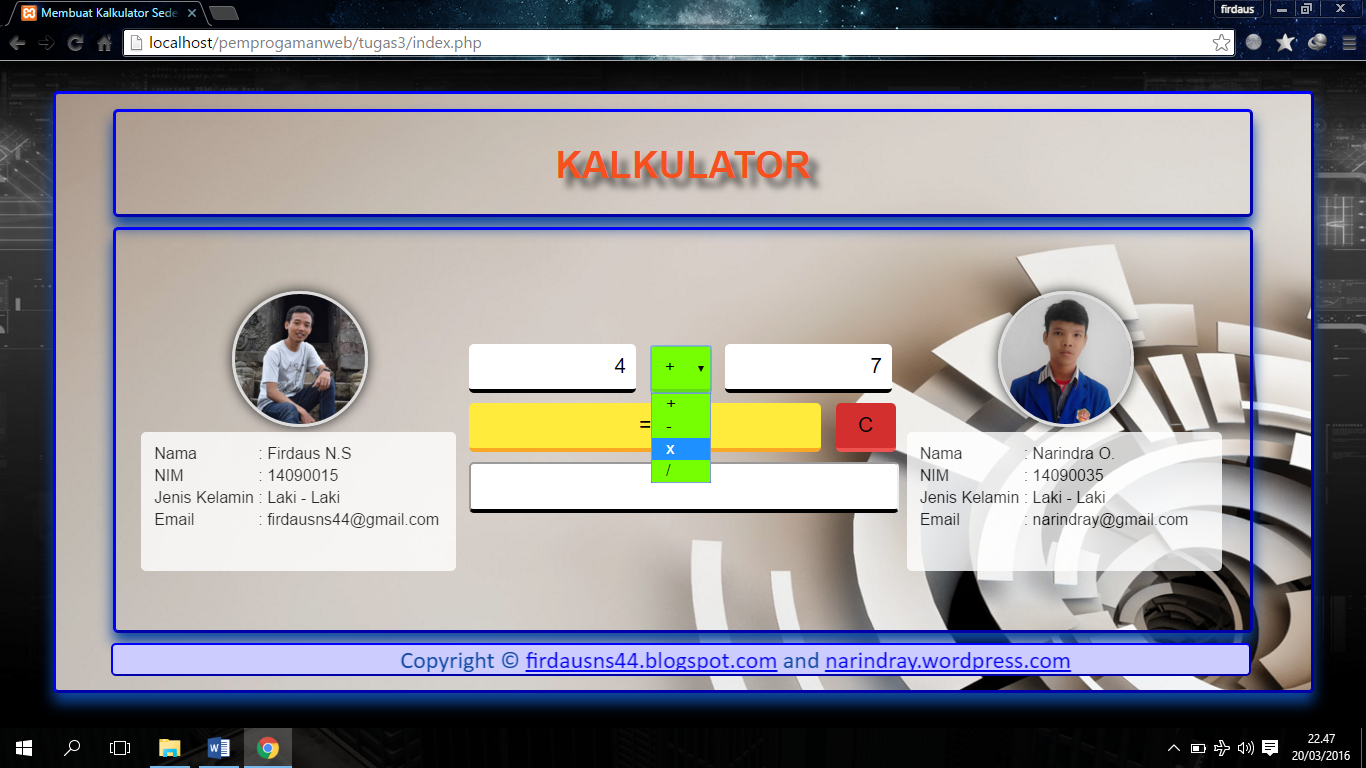 Membuat Kalkulator Sede
firdaus
localhost/pemprogamanweb/tugas3/index.php
KALKULATOR
4 + 7
+
-
x
/
= C
Nama : Firdaus N.S
NIM : 14090015
Jenis Kelamin : Laki - Laki
Email : firdausns44@gmail.com
Nama : Narindra O.
NIM : 14090035
Jenis Kelamin : Laki - Laki
Email : narindray@gmail.com
Copyright © firdausns44.blogspot.com and narindray.wordpress.com
22.47
20/03/2016